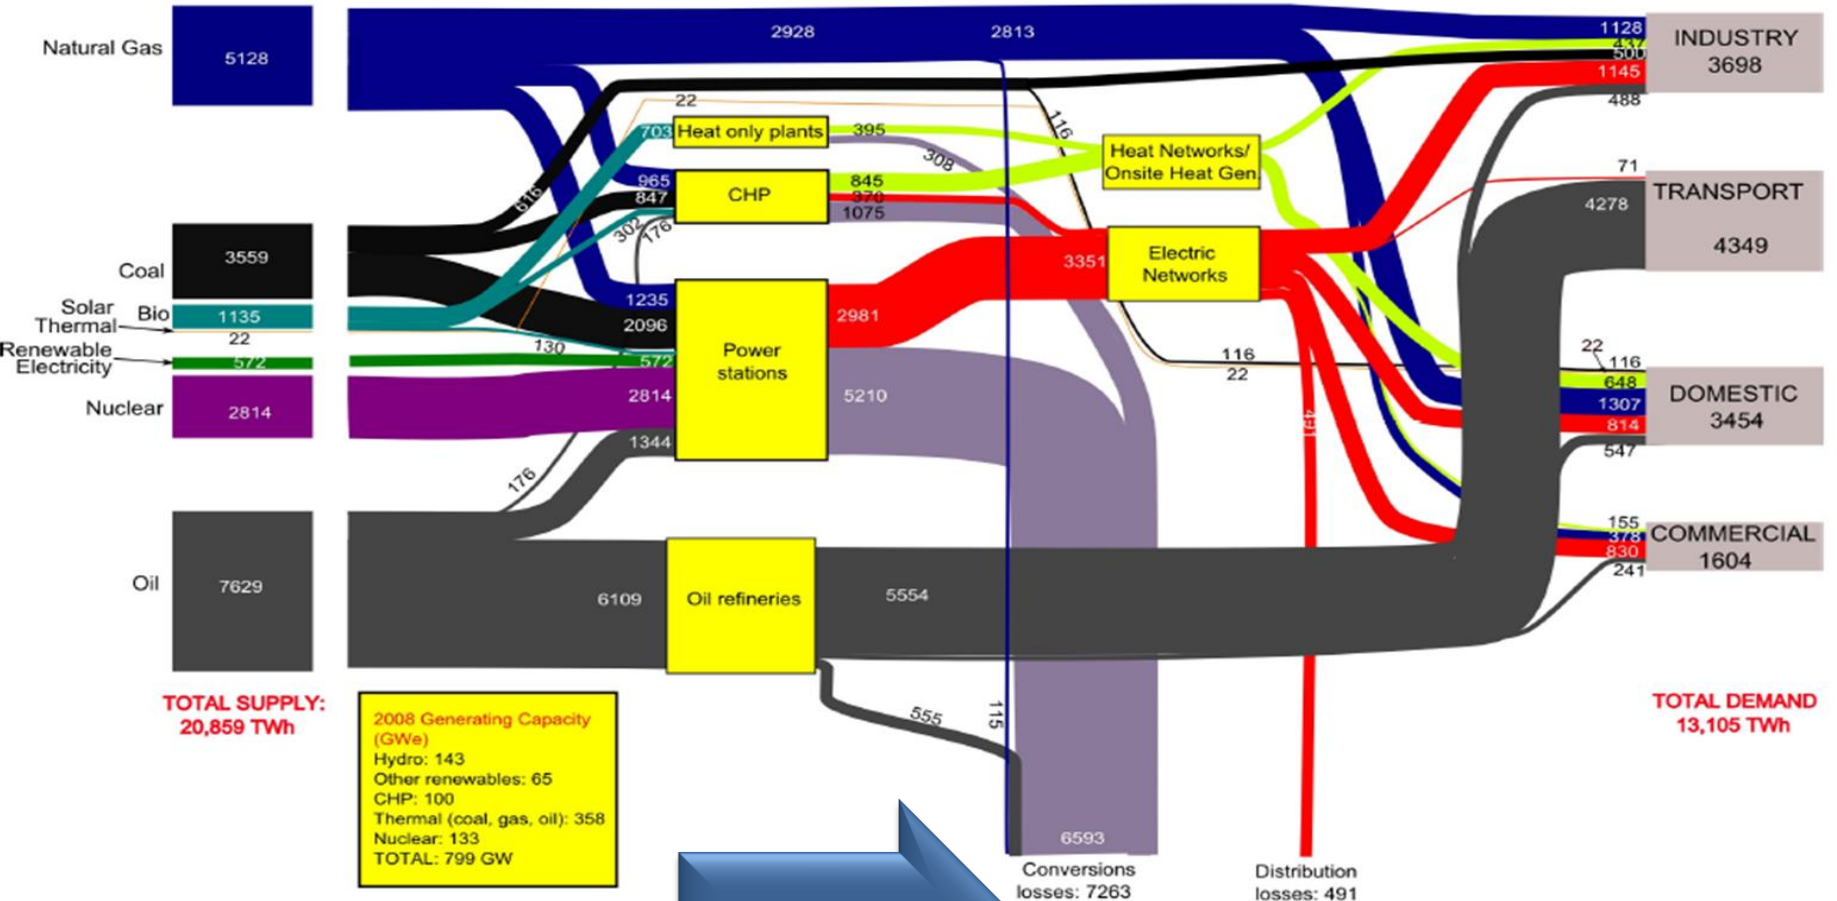 Natural Gas
5128
2928
2813
1128
437
500
1145
488
INDUSTRY
3698
22
116
703
Heat only plants
395
308
Heat Networks/
Onsite Heat Gen.
616
965
847
CHP
845
370
1075
302
176
71
4278
TRANSPORT
4349
Coal
3559
3351
Electric
Networks
1235
2096
2981
Solar
Thermal
Bio
1135
22
130
Renewable
Electricity
572
572
Power
stations
Nuclear
2814
2814
5210
1344
176
116
22
22
116
648
1307
814
547
DOMESTIC
3454
491
155
378
830
241
COMMERCIAL
1604
Oil
7629
6109
Oil refineries
5554
555
115
TOTAL SUPPLY:
20,859 TWh
2008 Generating Capacity
(GWe)
Hydro: 143
Other renewables: 65
CHP: 100
Thermal (coal, gas, oil): 358
Nuclear: 133
TOTAL: 799 GW
TOTAL DEMAND
13,105 TWh
6593
Conversions
losses: 7263
Distribution
losses: 491